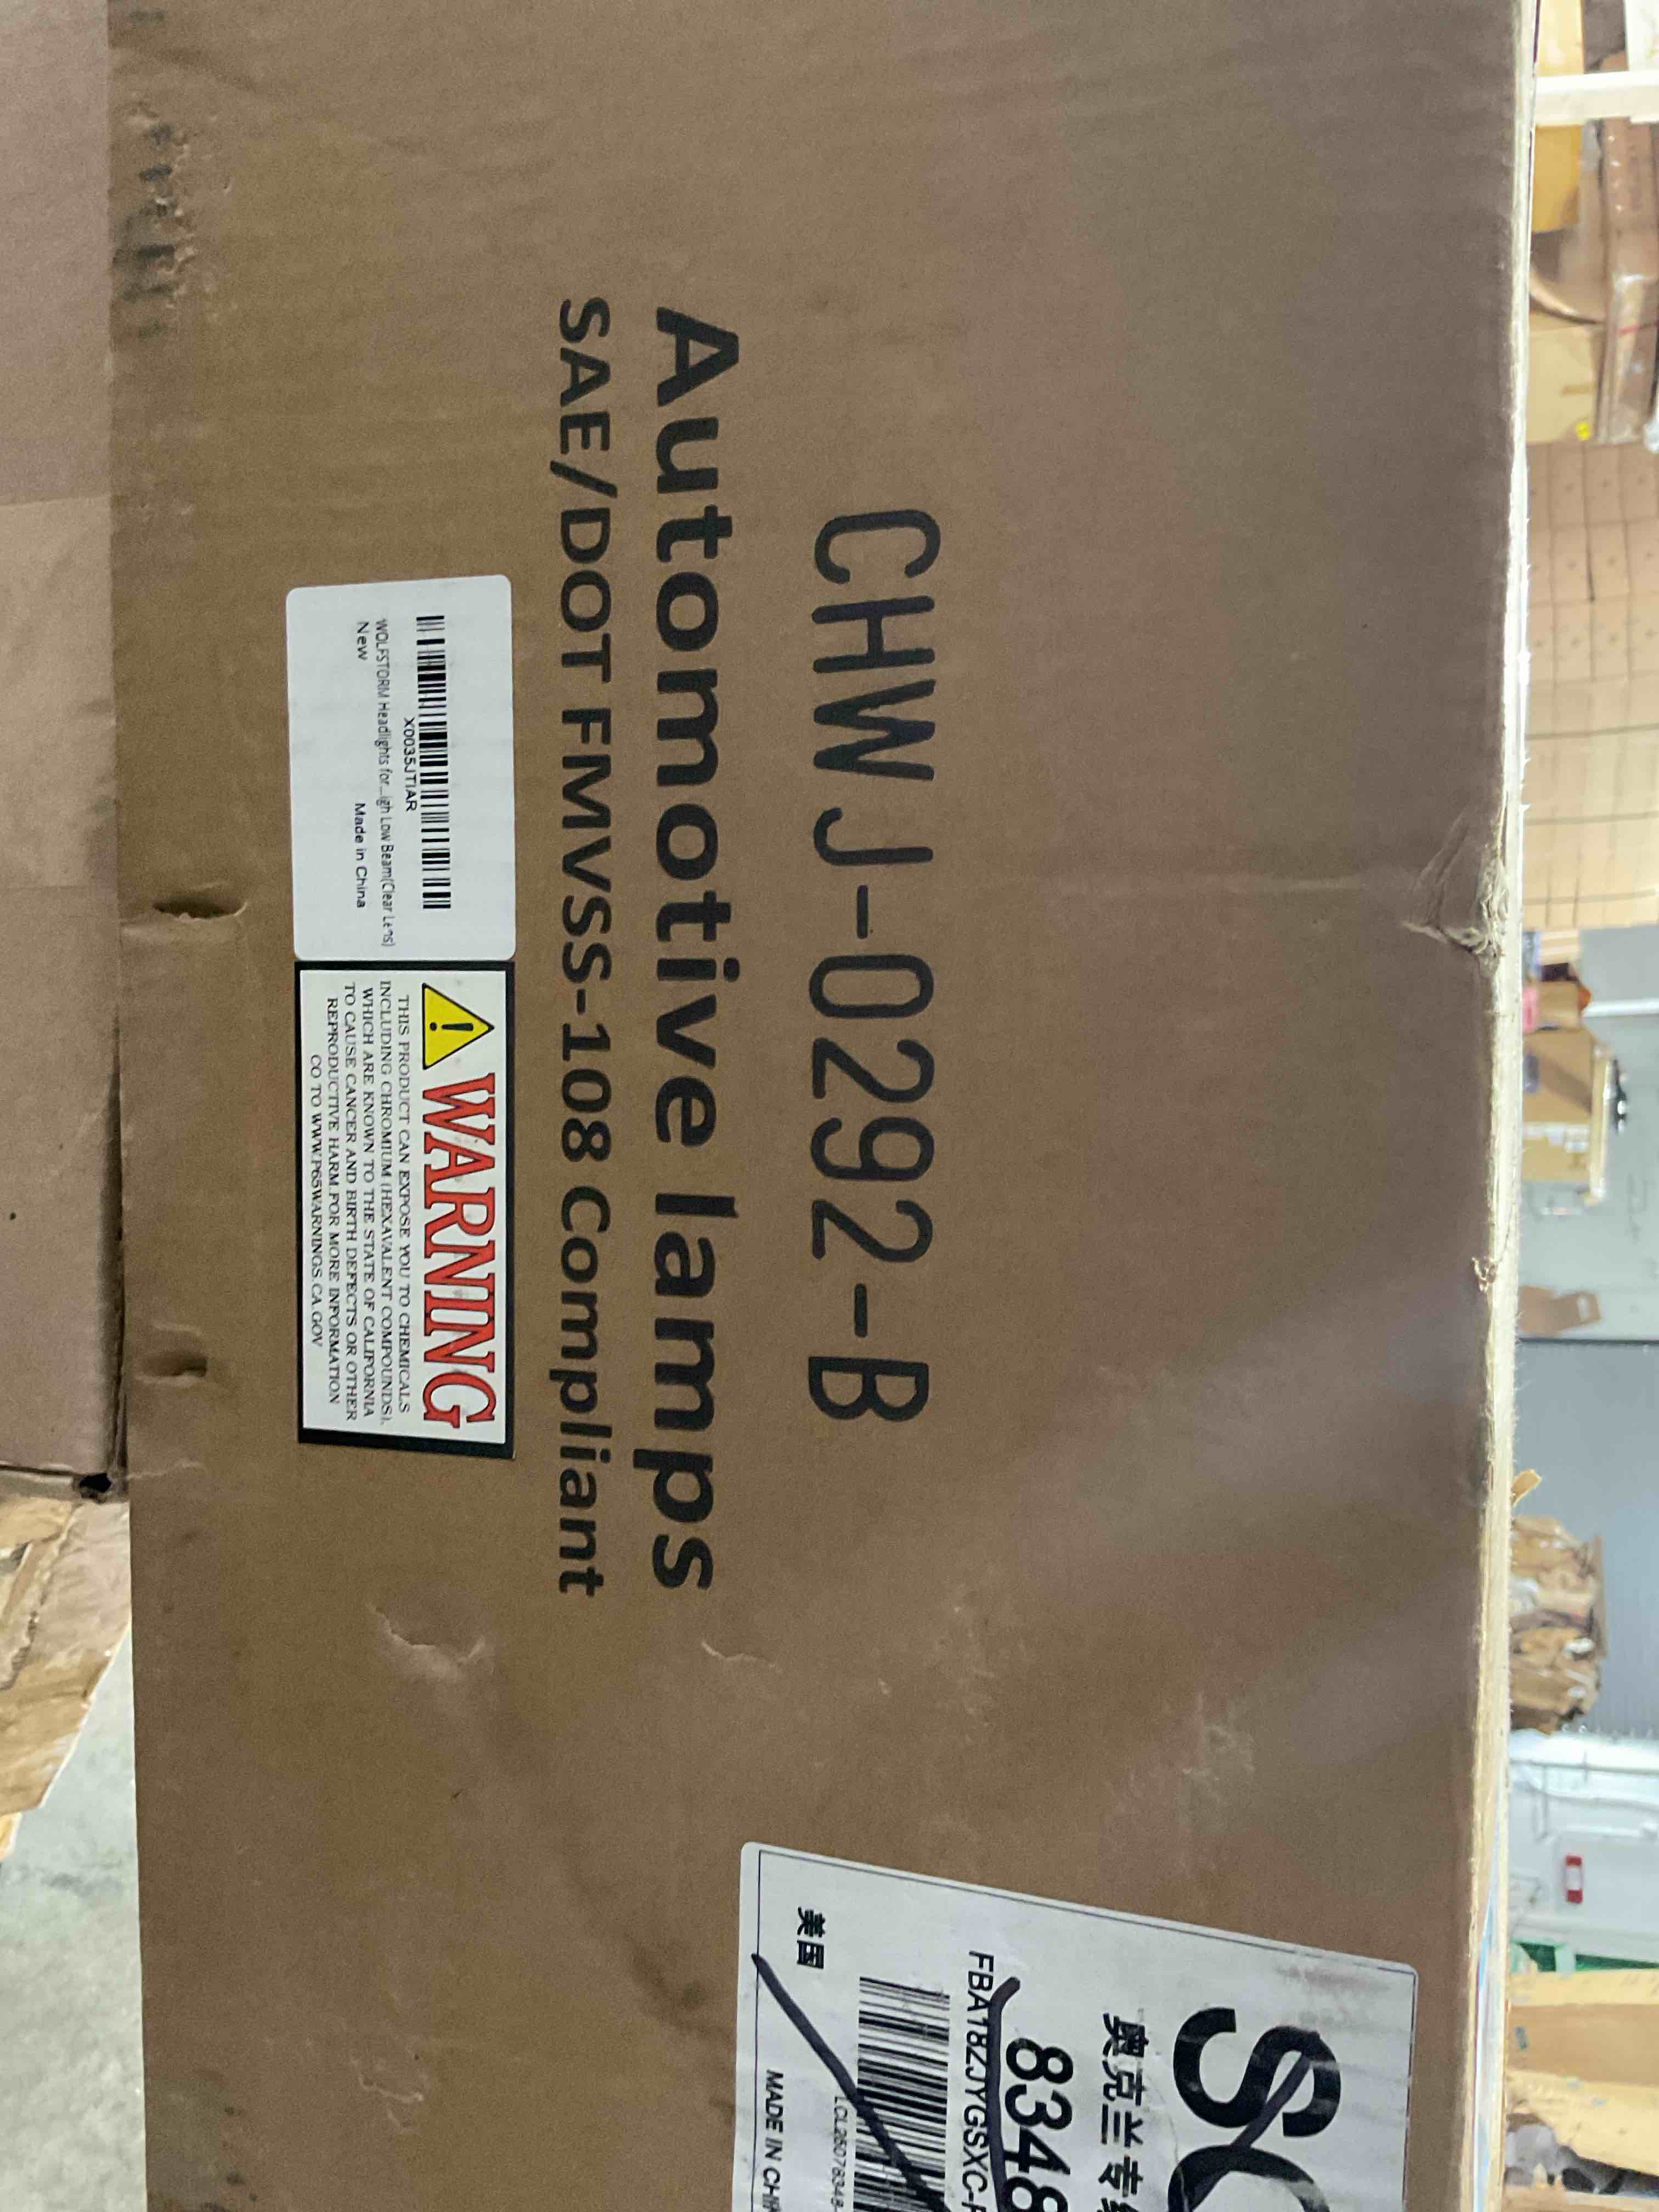 CHWJ-0292-B
Automotive lamps
SAE/DOT FMVSS-108 Compliant
X0035JTIAR
WOLFSTORM Headlights for...igh Low Beam(Clear Lens)
New
Made in China
WARNING
THIS PRODUCT CAN EXPOSE YOU TO CHEMICALS
INCLUDING CHROMIUM (HEXAVALENT COMPOUNDS),
WHICH ARE KNOWN TO THE STATE OF CALIFORNIA
TO CAUSE CANCER AND BIRTH DEFECTS OR OTHER
REPRODUCTIVE HARM.FOR MORE INFORMATION
GO TO WWW.P65WARNINGS.CA.GOV
奥克兰专
8348
FBA18ZJYGSXC-
美国
MADE IN